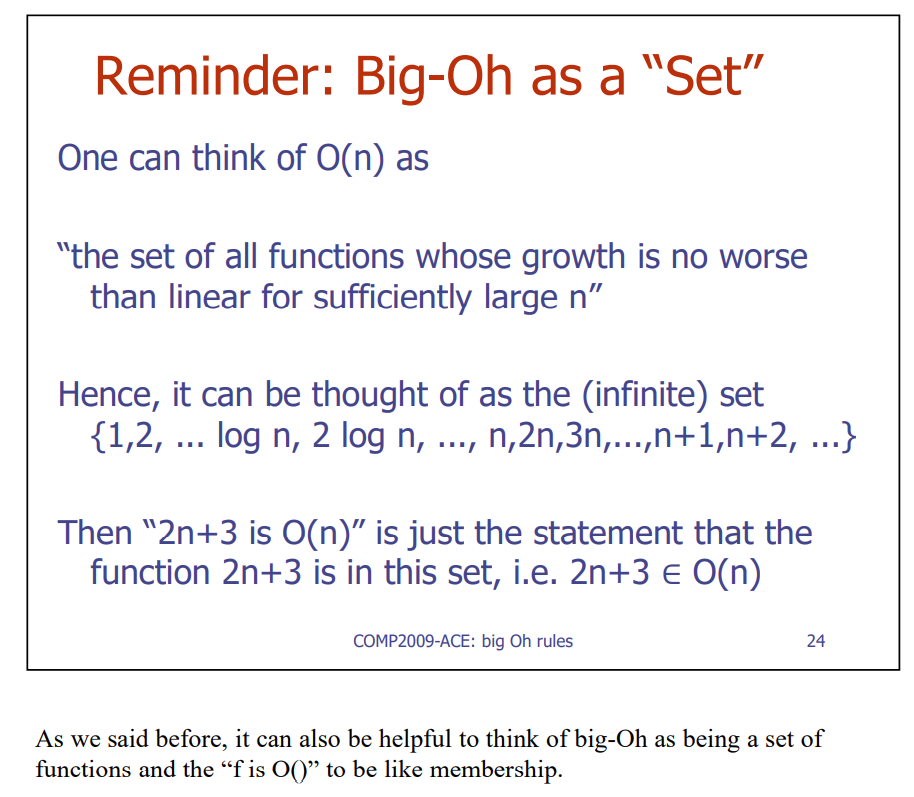 Reminder: Big-Oh as a “Set”
One can think of O(n) as
“the set of all functions whose growth is no worse
than linear for sufficiently large n”
Hence, it can be thought of as the (infinite) set
{1,2, ... log n, 2 log n, ..., n,2n,3n,...,n+1,n+2, ...}
Then “2n+3 is O(n)” is just the statement that the
function 2n+3 is in this set, i.e. 2n+3 ∈ O(n)
COMP2009-ACE: big Oh rules 24
As we said before, it can also be helpful to think of big-Oh as being a set of
functions and the “f is O()” to be like membership.